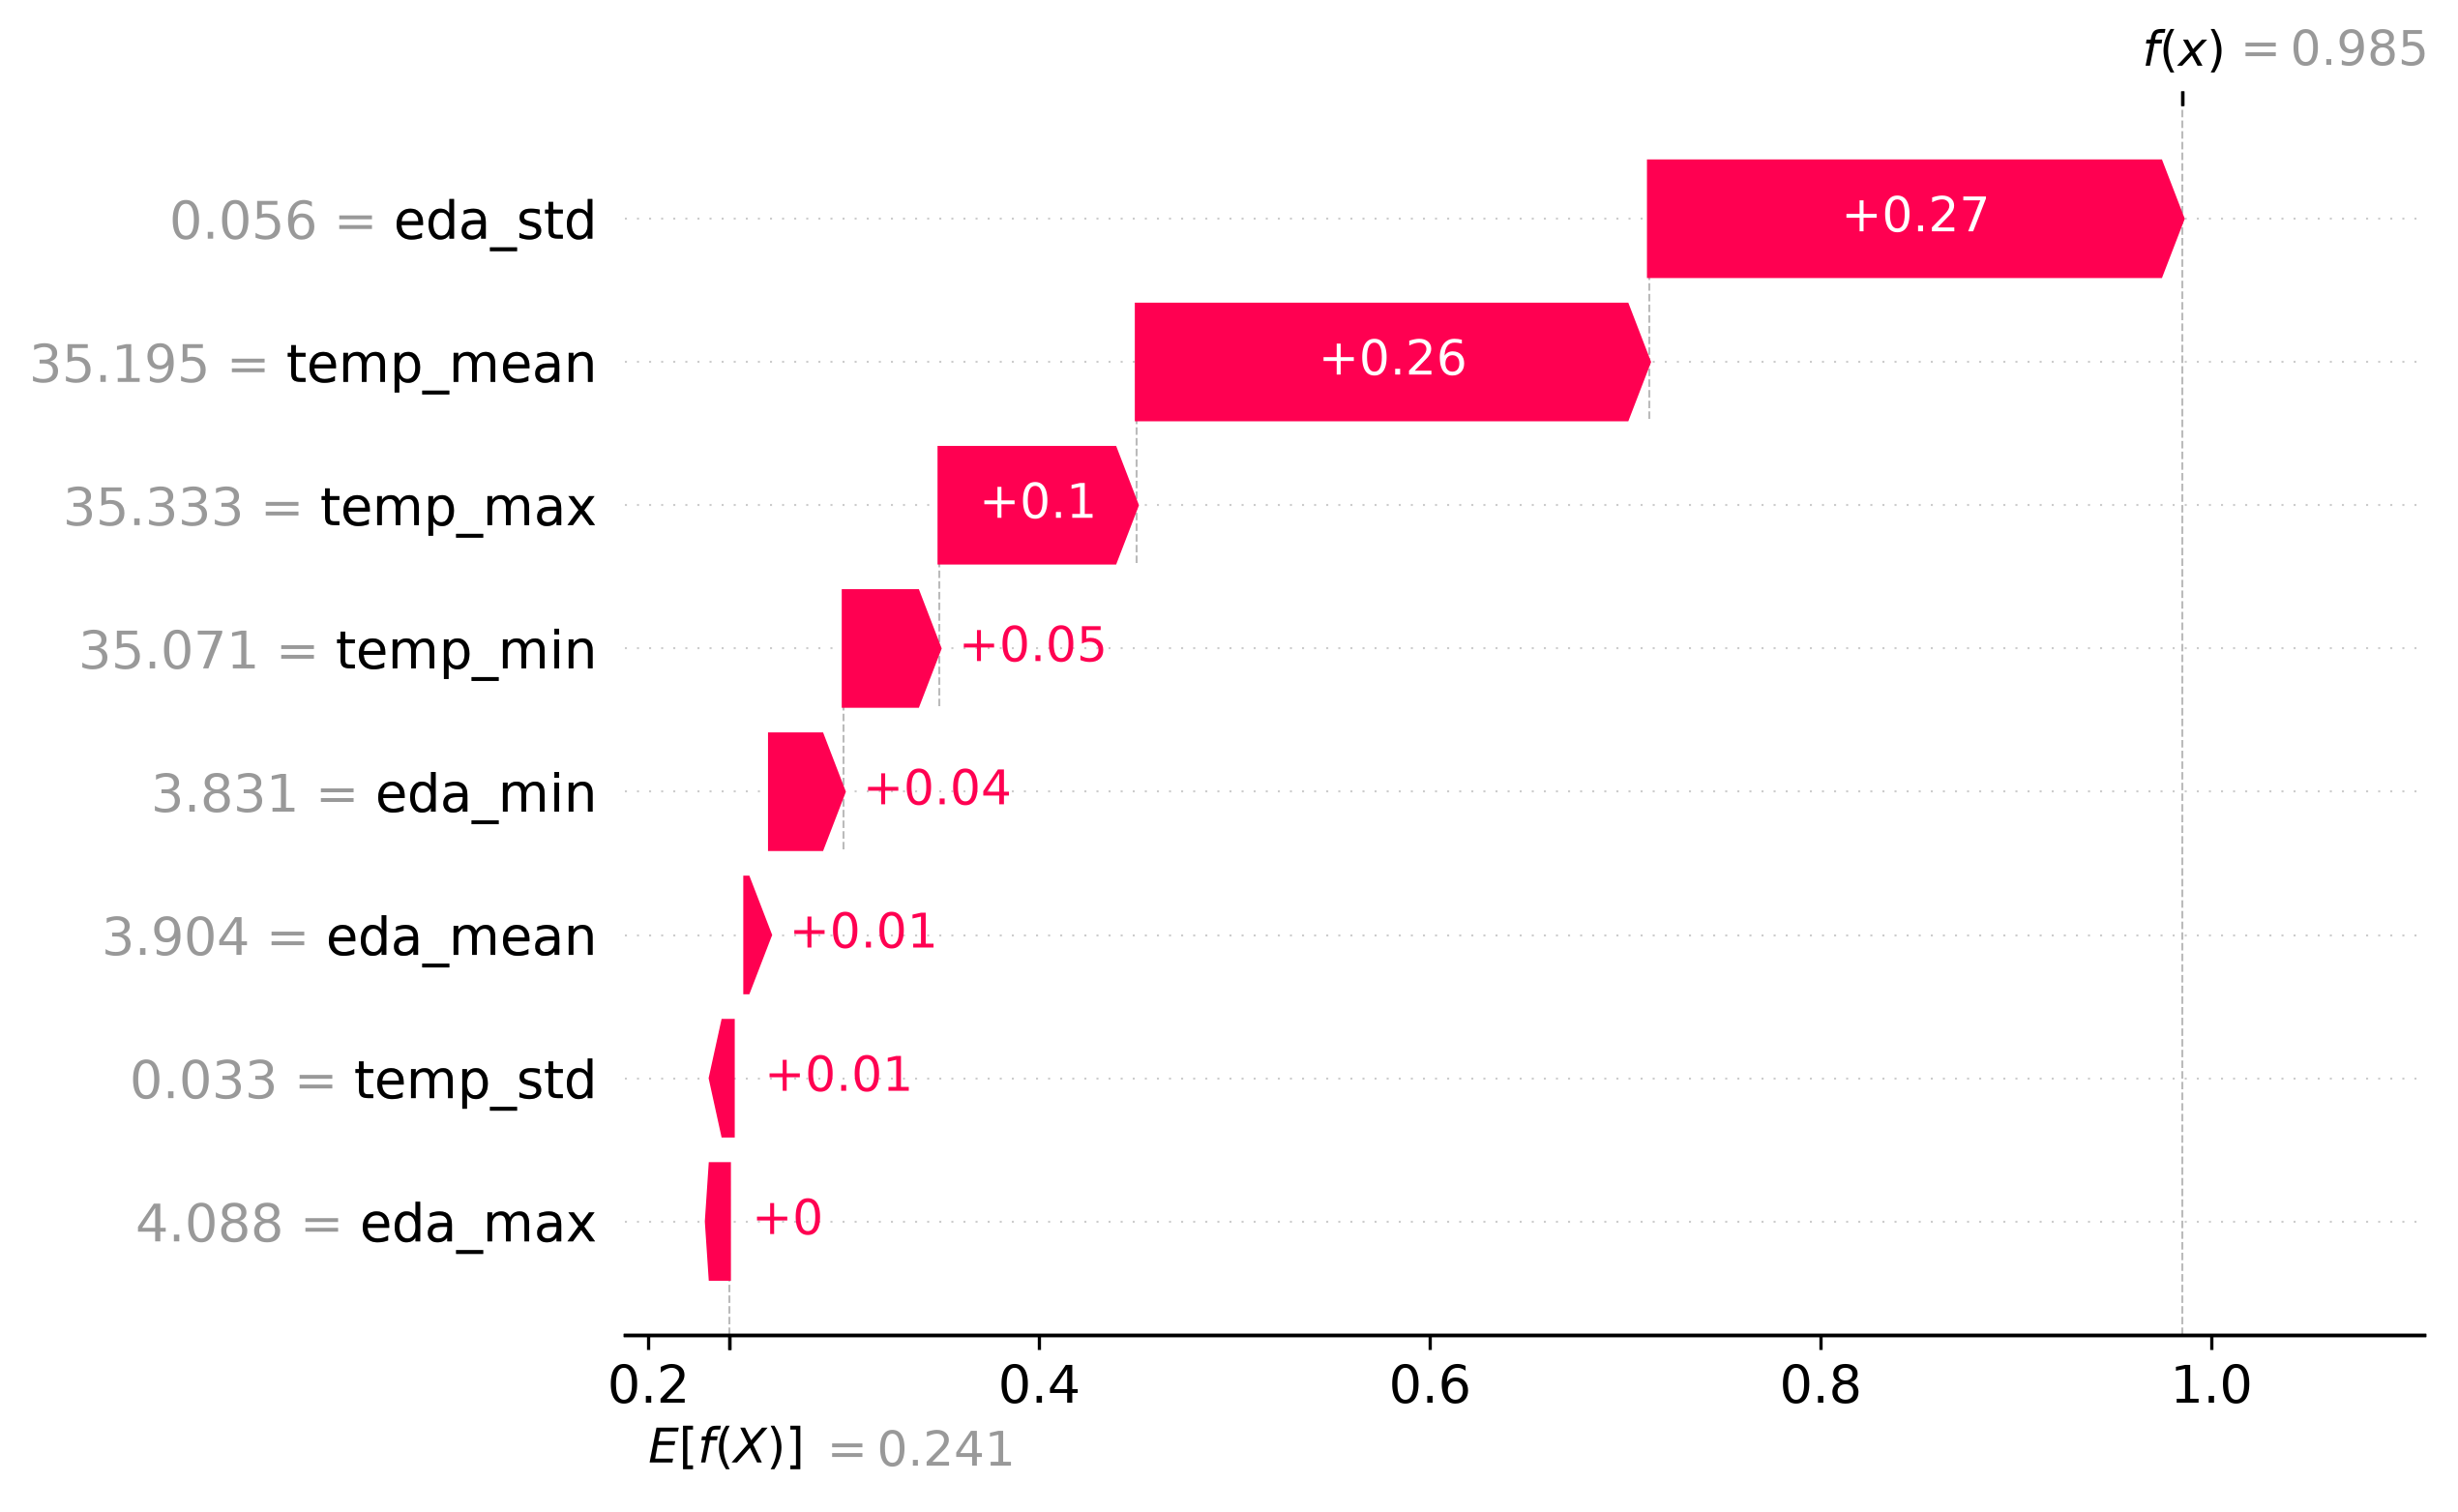 f(x) = 0.985
0.056 = eda_std
+0.27
35.195 = temp_mean
+0.26
35.333 = temp_max
+0.1
35.071 = temp_min
+0.05
3.831 = eda_min
+0.04
3.904 = eda_mean
+0.01
0.033 = temp_std
+0.01
4.088 = eda_max
+0
0.2 0.4 0.6 0.8 1.0
E[f(X)] = 0.241